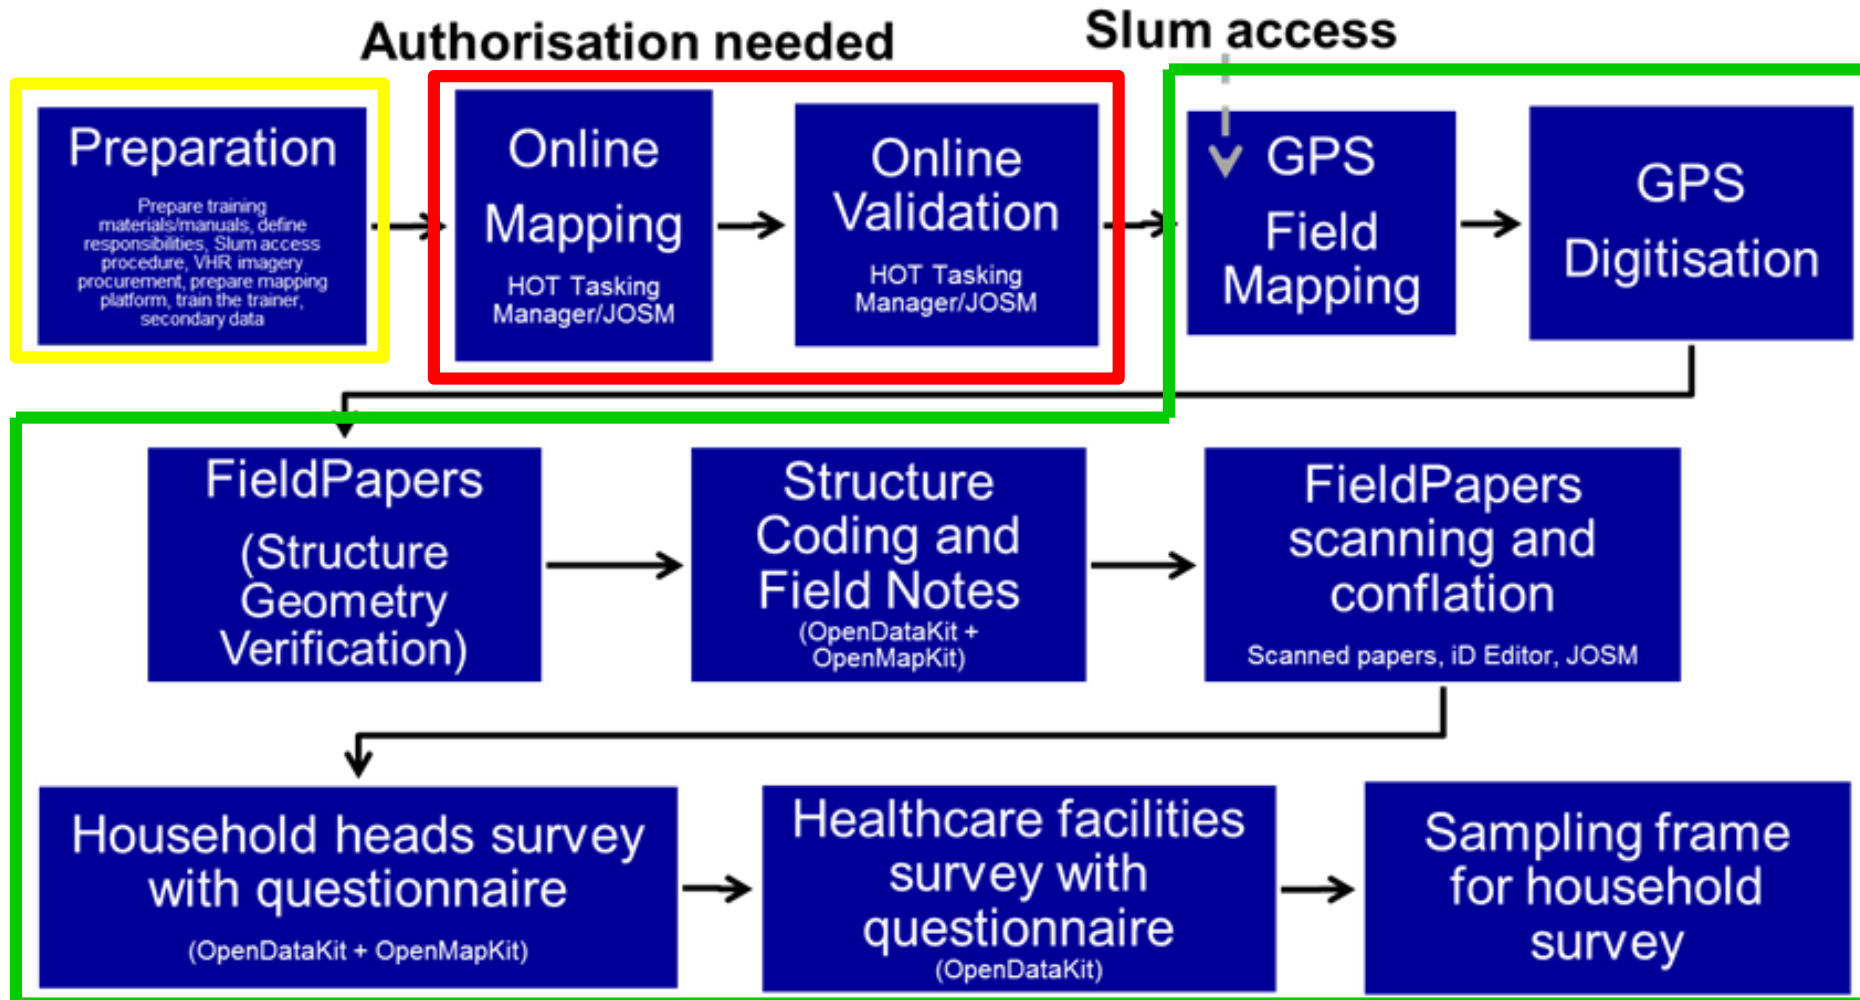 Authorisation needed
Slum access
Preparation
Prepare training
materials/manuals, define
responsibilities, Slum access
procedure, VHR imagery
procurement, prepare mapping
platform, train the trainer,
secondary data
Online
Mapping
HOT Tasking
Manager/JOSM
Online
Validation
HOT Tasking
Manager/JOSM
GPS
Field
Mapping
GPS
Digitisation
FieldPapers
(Structure
Geometry
Verification)
Structure
Coding and
Field Notes
(OpenDataKit +
OpenMapKit)
FieldPapers
scanning and
conflation
Scanned papers, iD Editor, JOSM
Household heads survey
with questionnaire
(OpenDataKit + OpenMapKit)
Healthcare facilities
survey with
questionnaire
(OpenDataKit)
Sampling frame
for household
survey